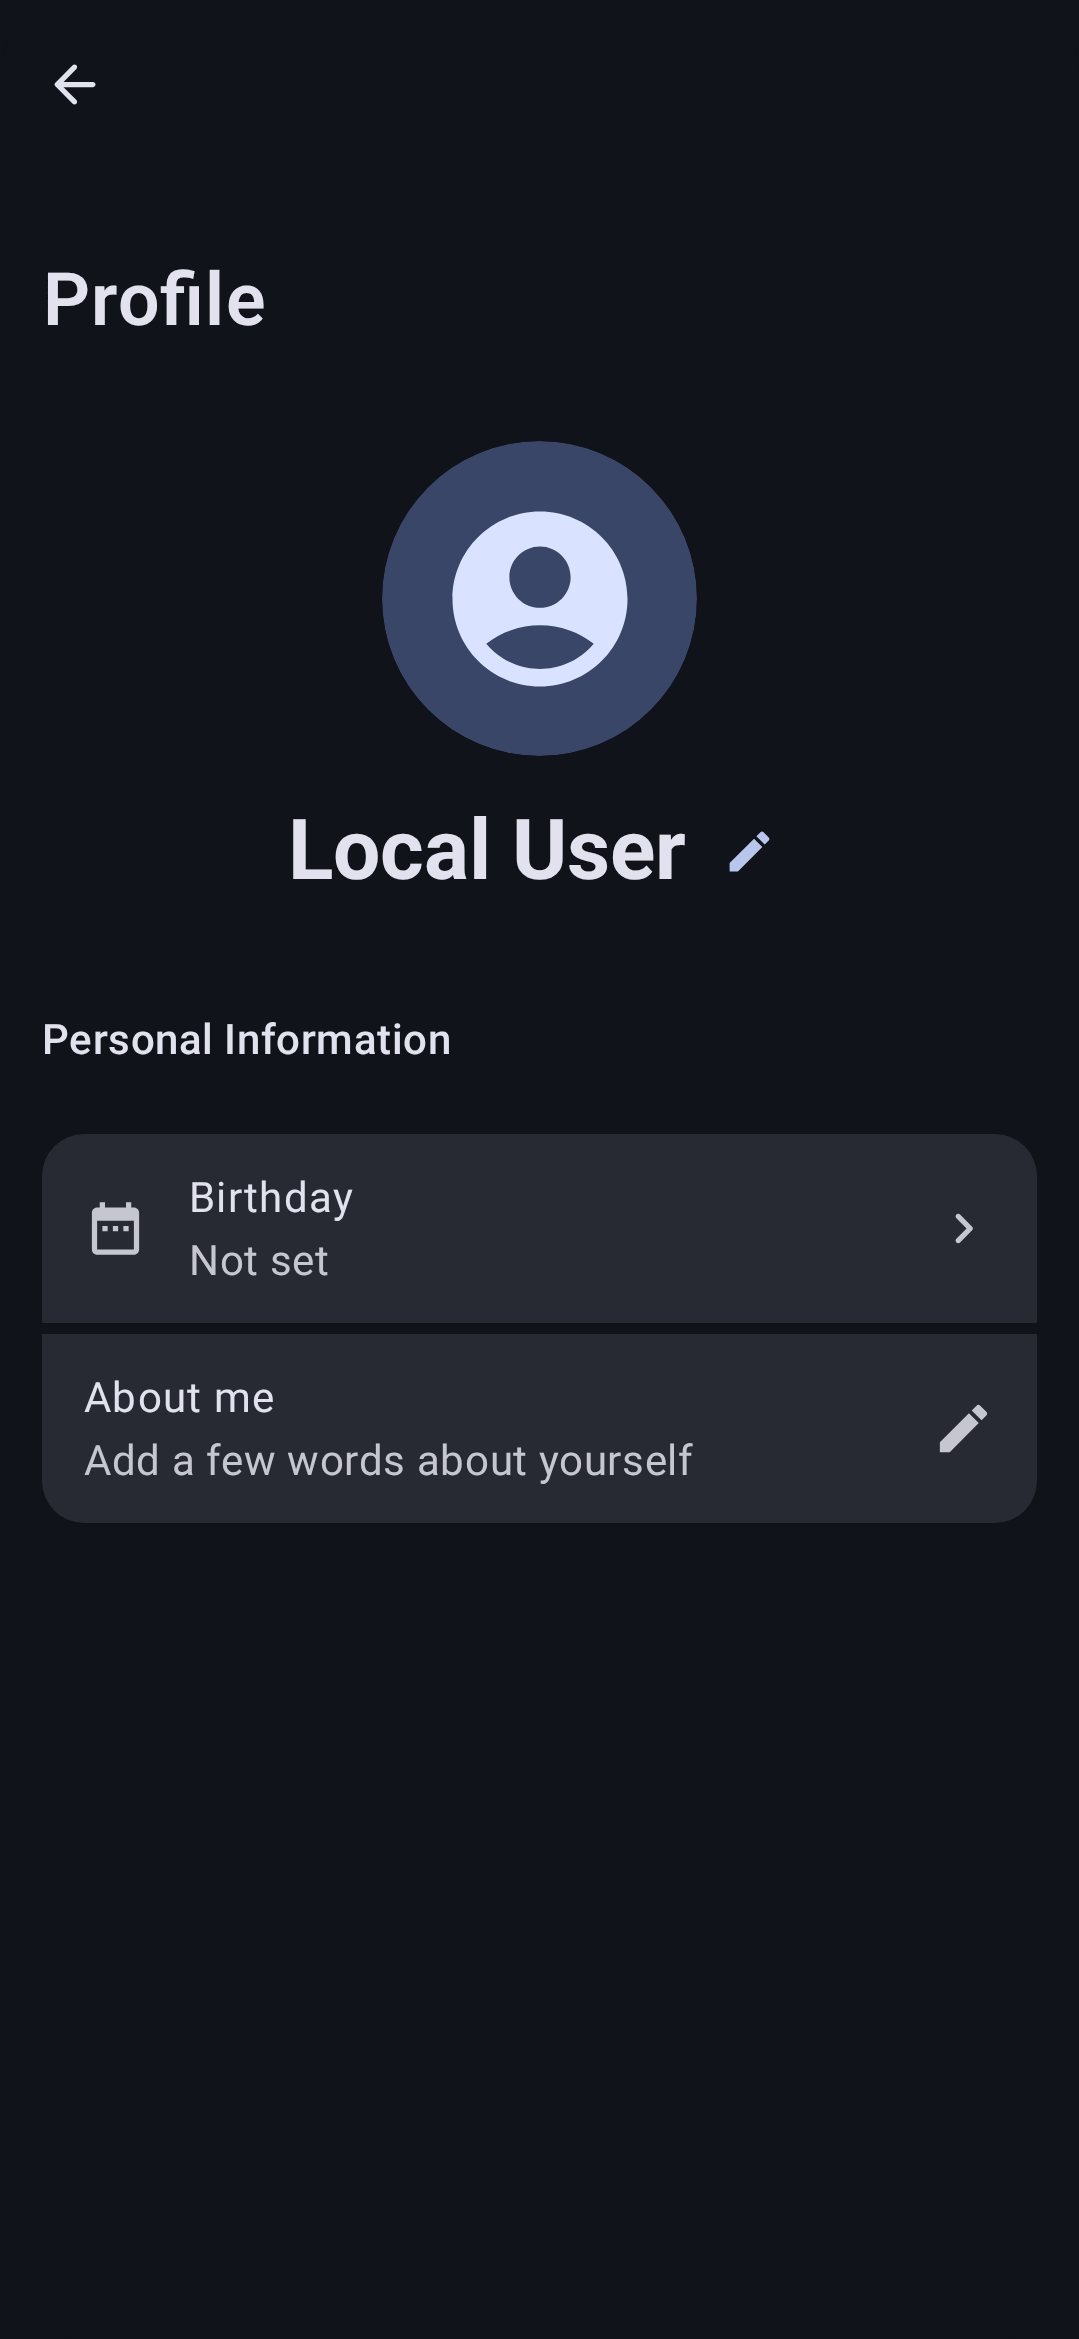 Profile
Local User
Personal Information
Birthday
Not set
About me
Add a few words about yourself